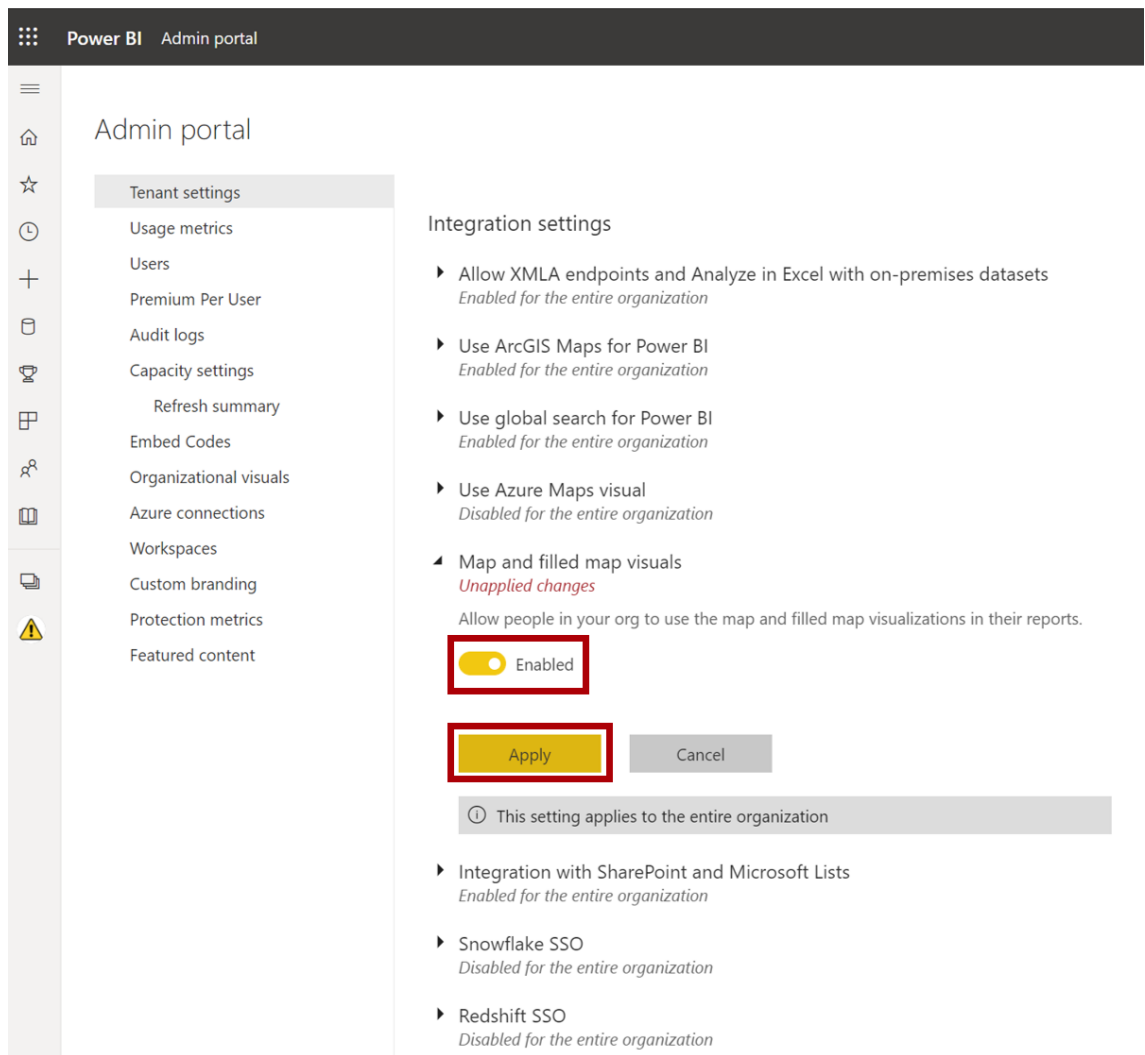 Power BI Admin portal
Admin portal
Tenant settings
Usage metrics
Users
Premium Per User
Audit logs
Capacity settings
Refresh summary
Embed Codes
Organizational visuals
Azure connections
Workspaces
Custom branding
Protection metrics
Featured content
Integration settings
Allow XMLA endpoints and Analyze in Excel with on-premises datasets
Enabled for the entire organization
Use ArcGIS Maps for Power BI
Enabled for the entire organization
Use global search for Power BI
Enabled for the entire organization
Use Azure Maps visual
Disabled for the entire organization
Map and filled map visuals
Unapplied changes
Allow people in your org to use the map and filled map visualizations in their reports.
Enabled
Apply Cancel
This setting applies to the entire organization
Integration with SharePoint and Microsoft Lists
Enabled for the entire organization
Snowflake SSO
Disabled for the entire organization
Redshift SSO
Disabled for the entire organization